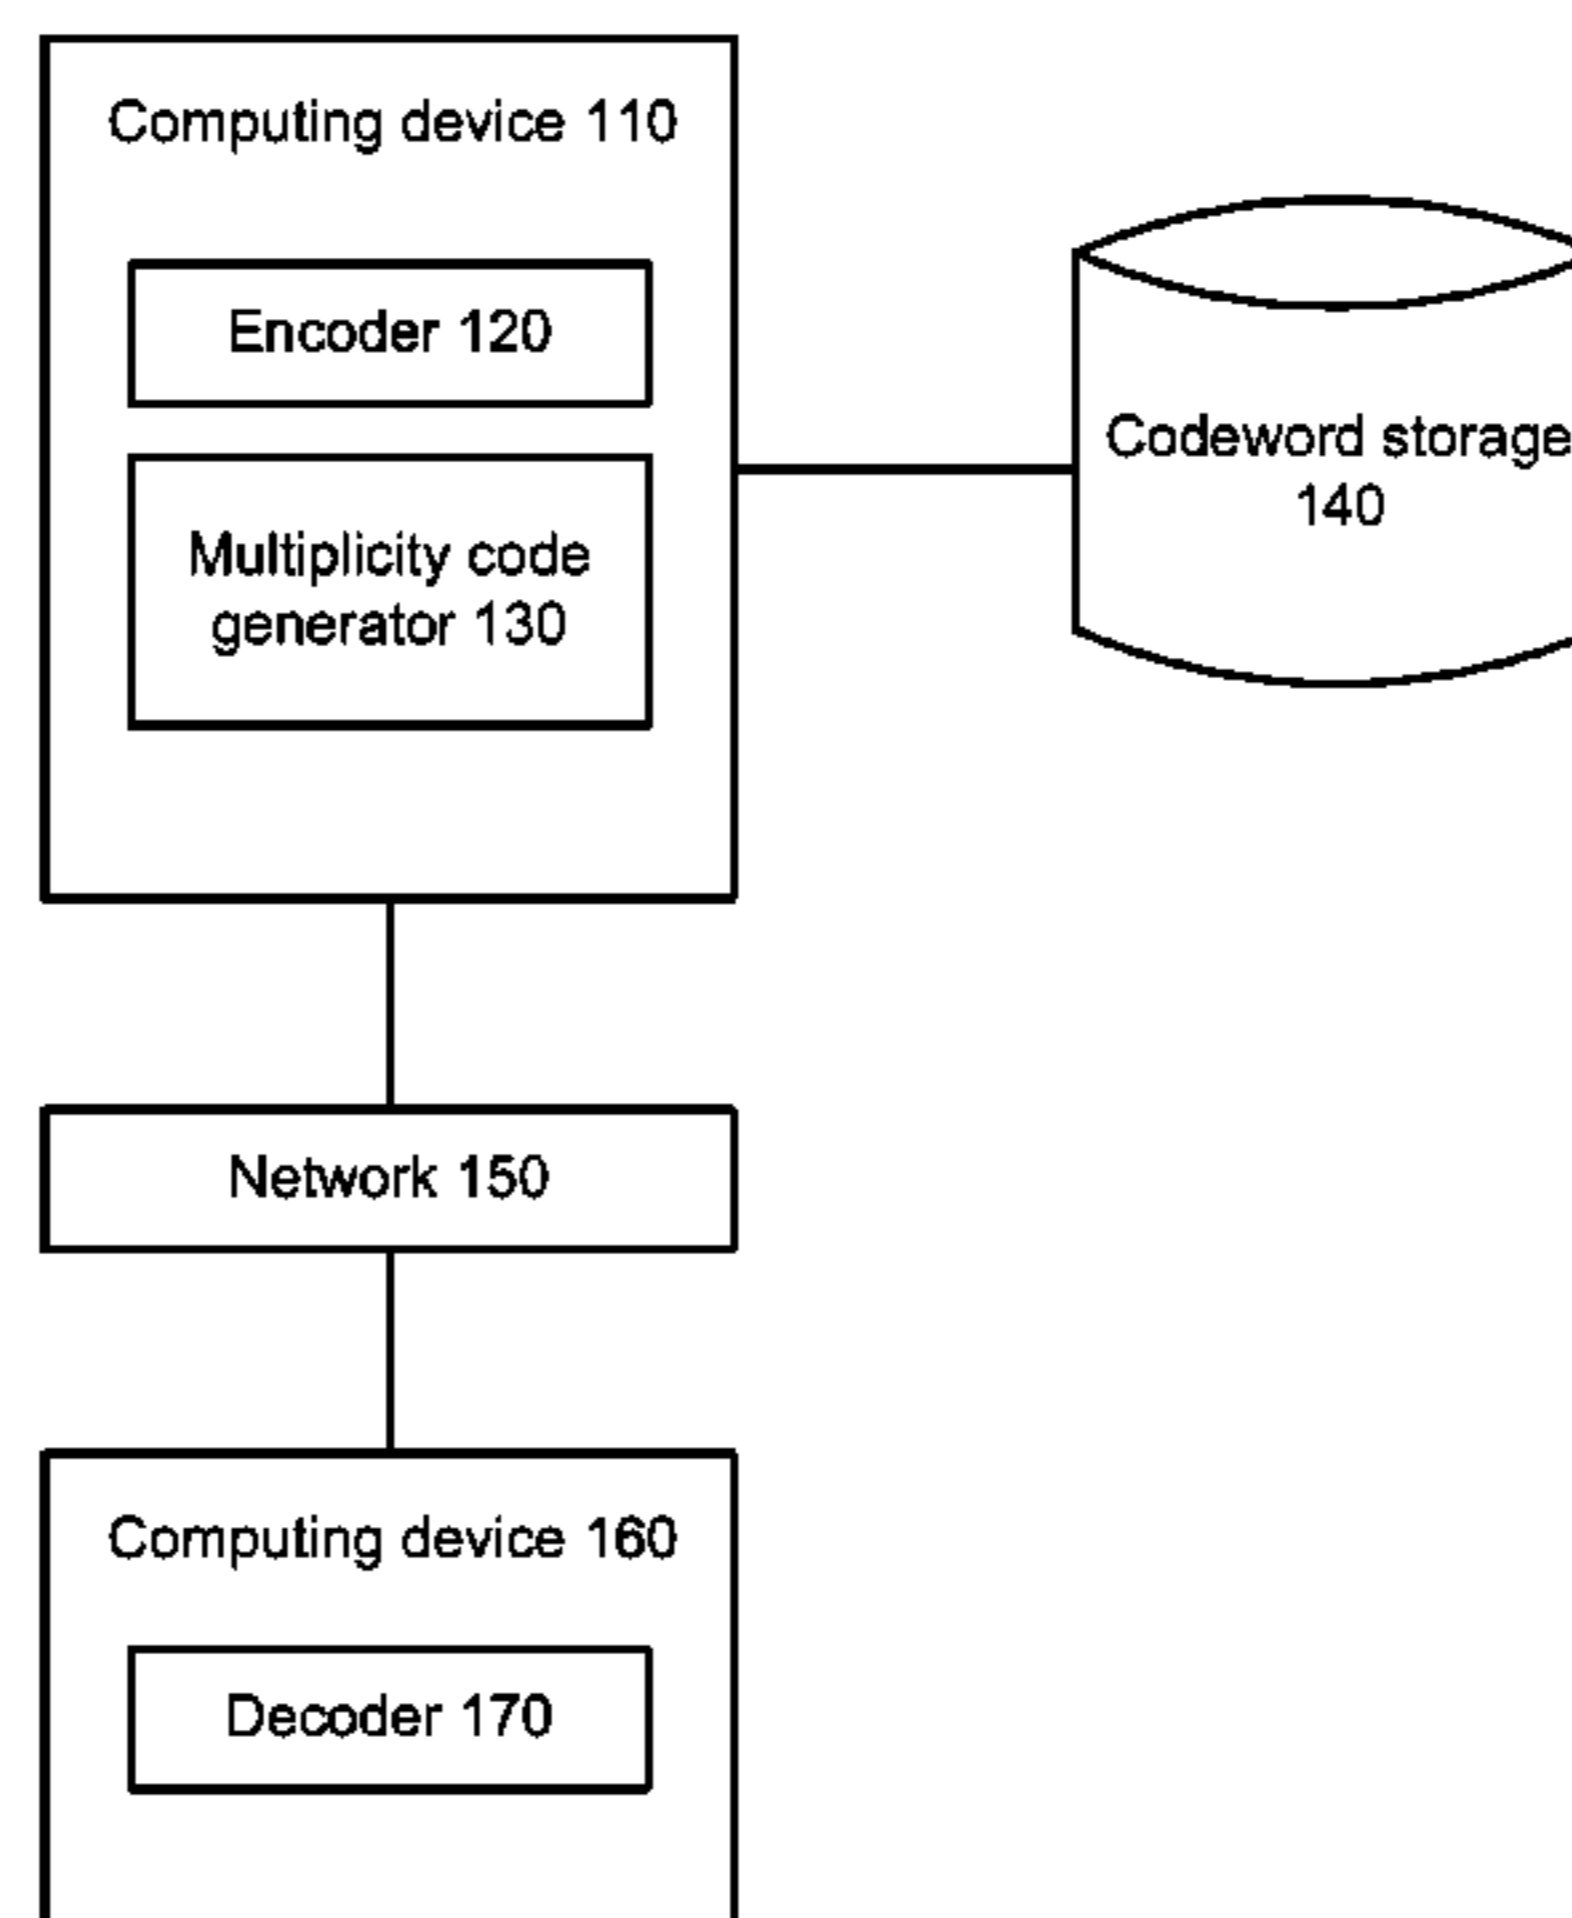 Computing device 110
Encoder 120
Multiplicity code
generator 130
Codeword storage
140
Network 150
Computing device 160
Decoder 170